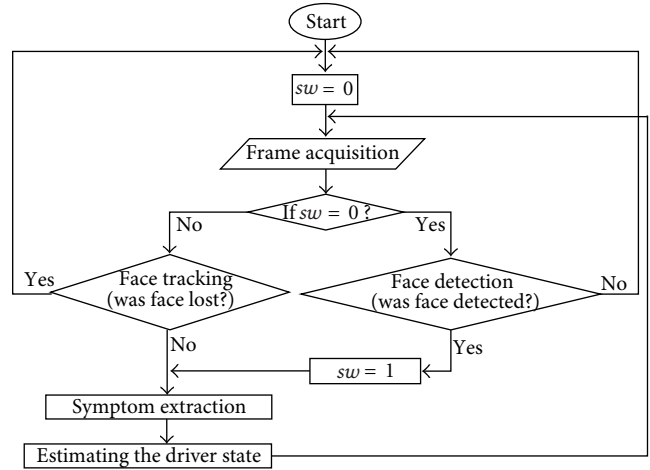 Start
sw = 0
Frame acquisition
If sw = 0 ?
No
Yes
Yes
Face tracking
(was face lost?)
Face detection
(was face detected?)
No
No
Yes
sw = 1
Symptom extraction
Estimating the driver state